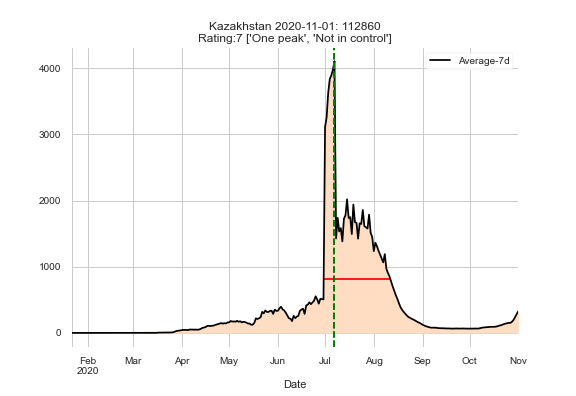 Kazakhstan 2020-11-01: 112860
Rating:7 ['One peak', 'Not in control']
Average-7d
4000
3000
2000
1000
0
Feb Mar Apr May Jun Jul Aug Sep Oct Nov
2020
Date